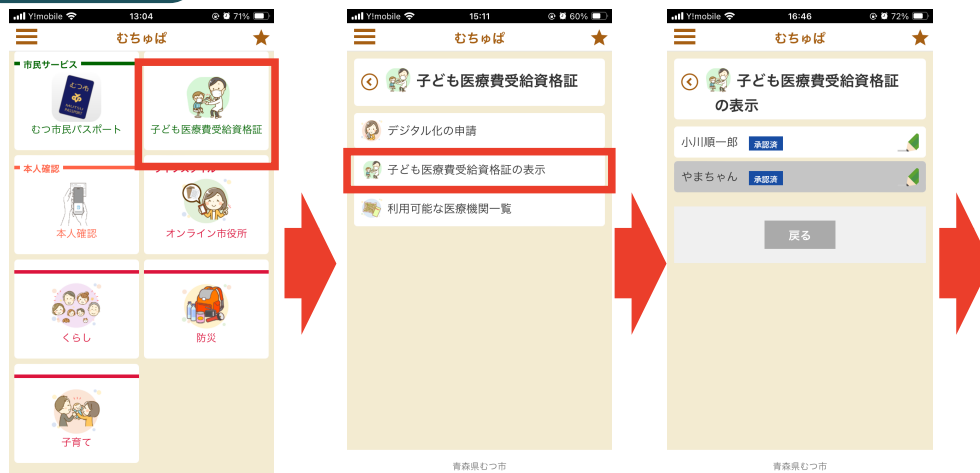 Y!mobile 13:04 71%
むちゅぱ
市民サービス
むつ市民パスポート
子ども医療費受給資格証
本人確認
本人確認
オンライン市役所
くらし
防災
子育て
Y!mobile 15:11 60%
むちゅぱ
子ども医療費受給資格証
デジタル化の申請
子ども医療費受給資格証の表示
利用可能な医療機関一覧
青森県むつ市
Y!mobile 16:46 72%
むちゅぱ
子ども医療費受給資格証
の表示
小川順一郎 承認済
やまちゃん 承認済
戻る
青森県むつ市